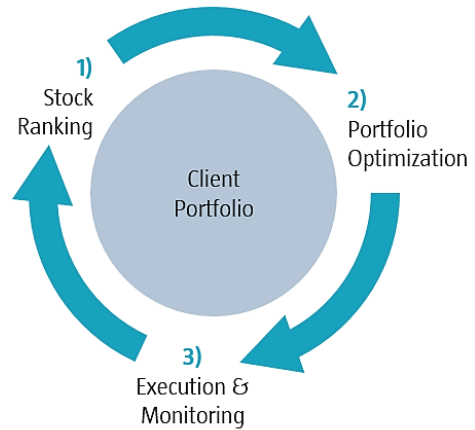 1)
Stock
Ranking
2)
Portfolio
Optimization
Client
Portfolio
3)
Execution &
Monitoring